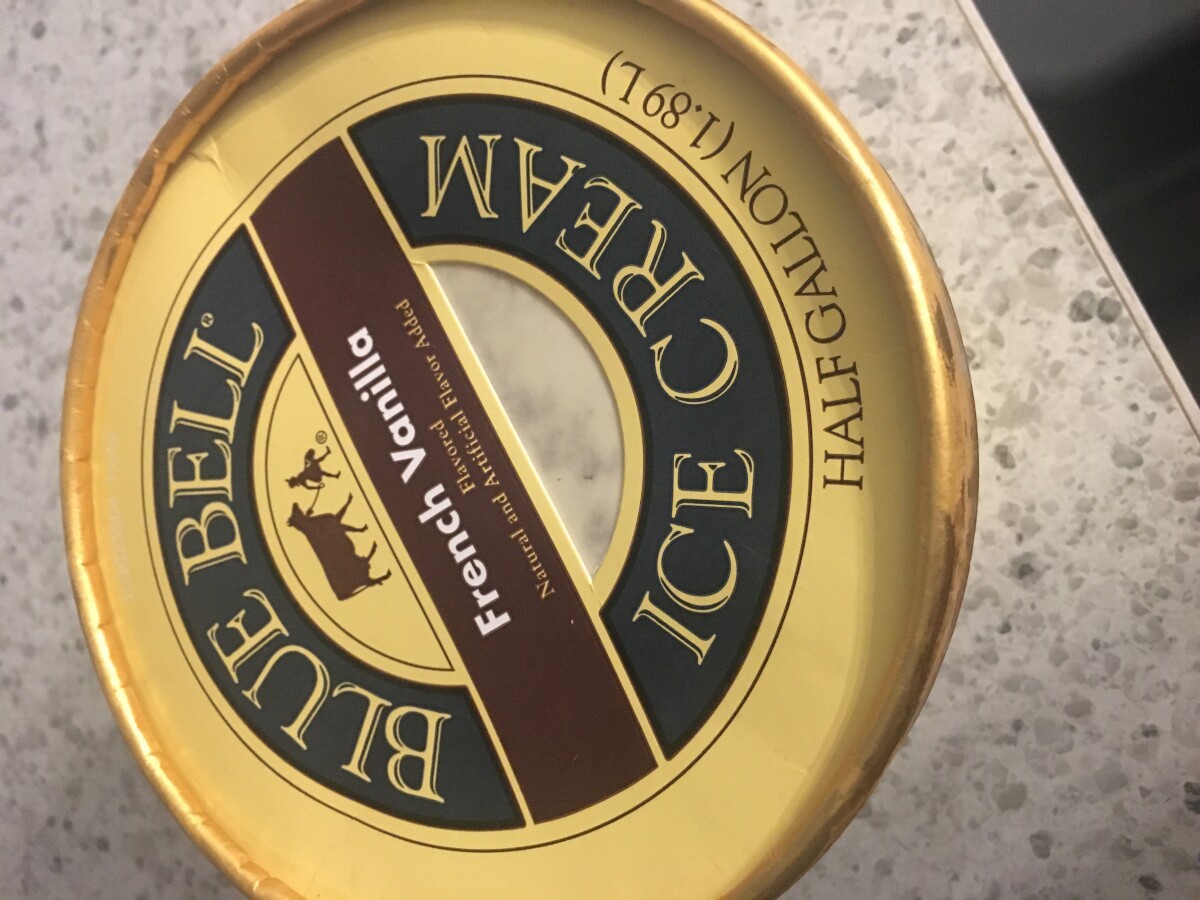 BLUE BELL®
®
French Vanilla
Flavored
Natural and Artificial Flavor Added
ICE CREAM
HALF GALLON (1.89 L)